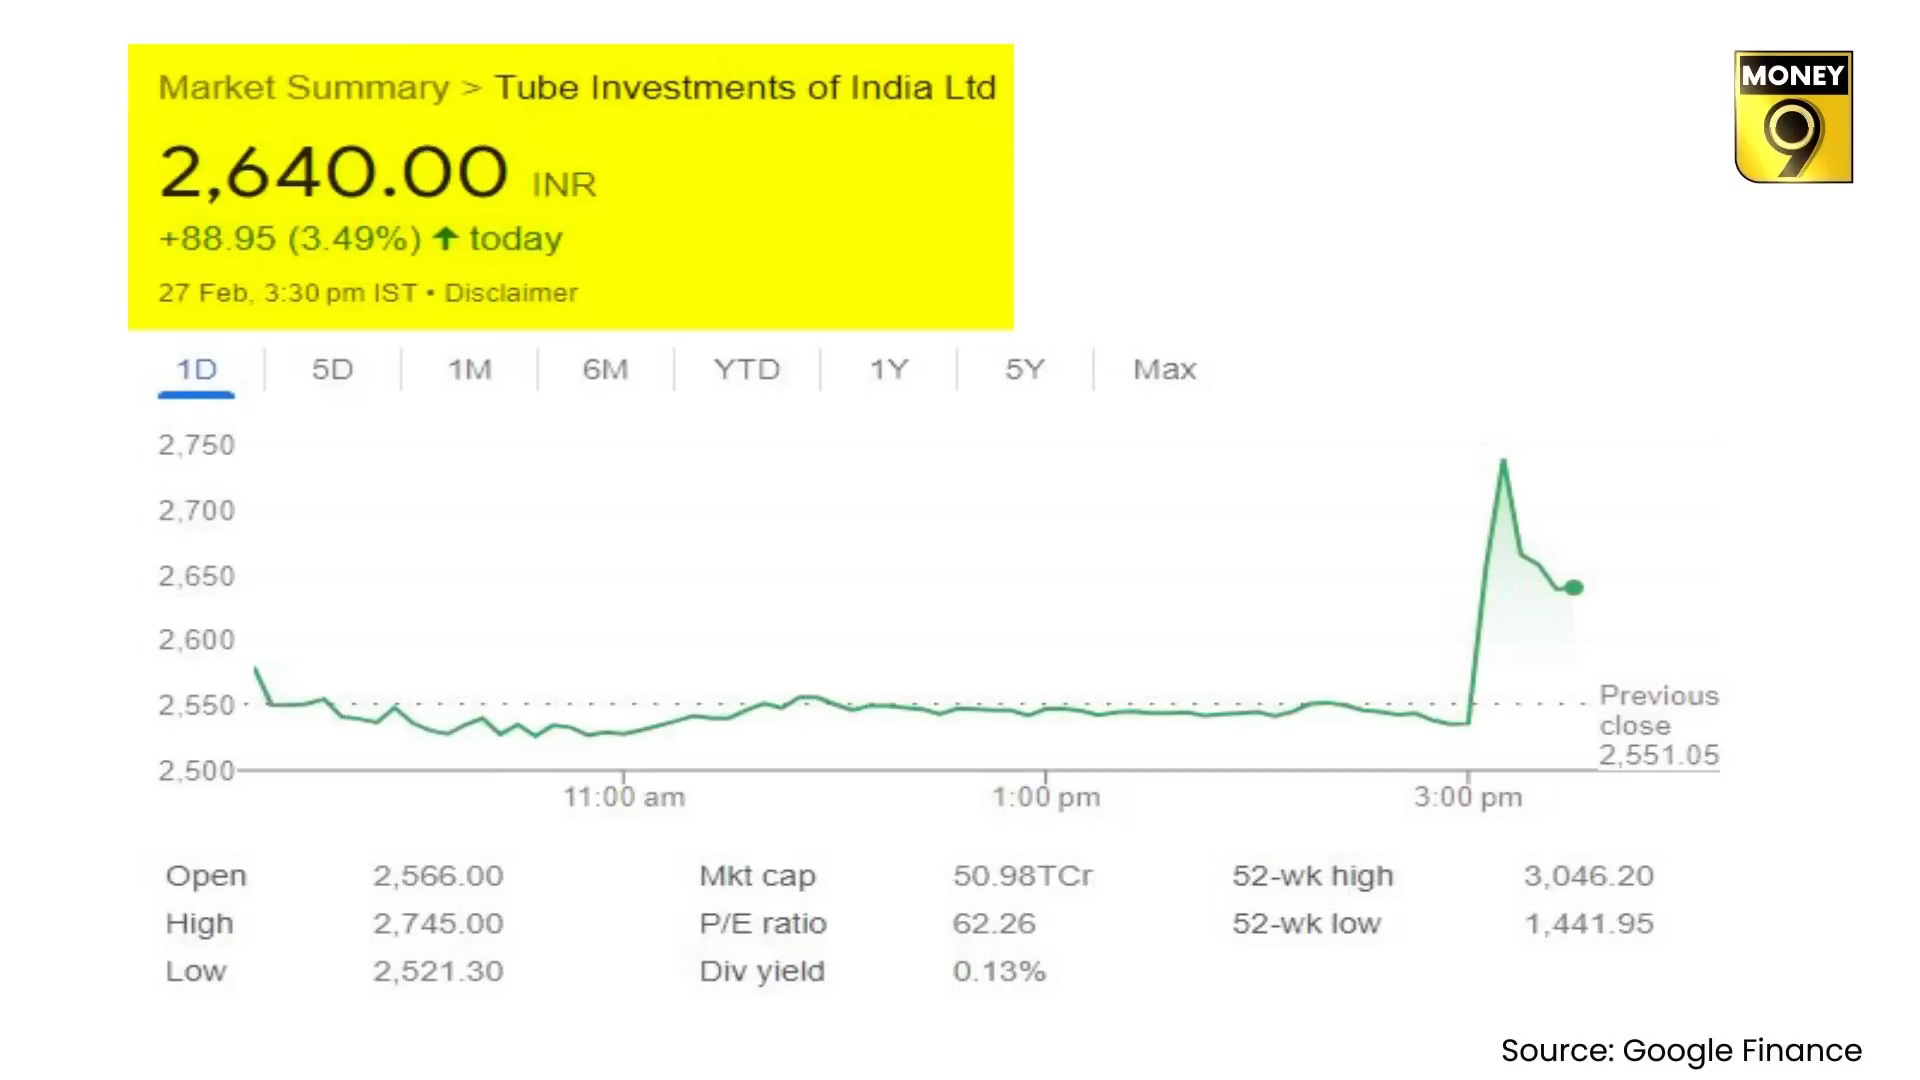 Market Summary > Tube Investments of India Ltd
MONEY
9
2,640.00 INR
+88.95 (3.49%) ↑ today
27 Feb, 3:30 pm IST • Disclaimer
1D 5D 1M 6M YTD 1Y 5Y Max
2,750
2,700
2,650
2,600
2,550
2,500
Previous
close
2,551.05
11:00 am 1:00 pm 3:00 pm
Open 2,566.00 Mkt cap 50.98TCr 52-wk high 3,046.20
High 2,745.00 P/E ratio 62.26 52-wk low 1,441.95
Low 2,521.30 Div yield 0.13%
Source: Google Finance